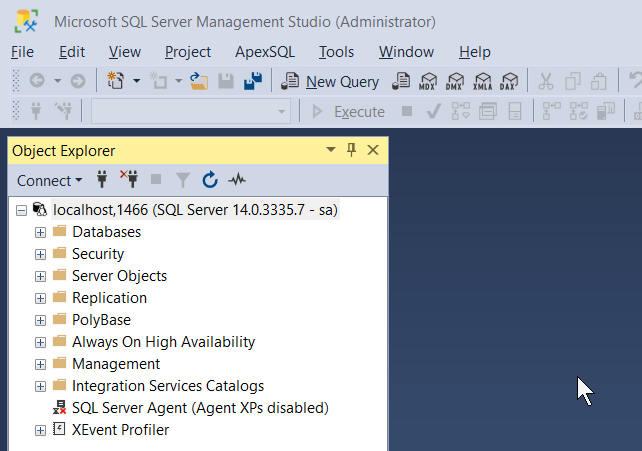 Microsoft SQL Server Management Studio (Administrator)
File Edit View Project ApexSQL Tools Window Help
New Query MDX DMX XMLA DAX
Execute
Object Explorer
Connect
localhost,1466 (SQL Server 14.0.3335.7 - sa)
Databases
Security
Server Objects
Replication
PolyBase
Always On High Availability
Management
Integration Services Catalogs
SQL Server Agent (Agent XPs disabled)
XEvent Profiler